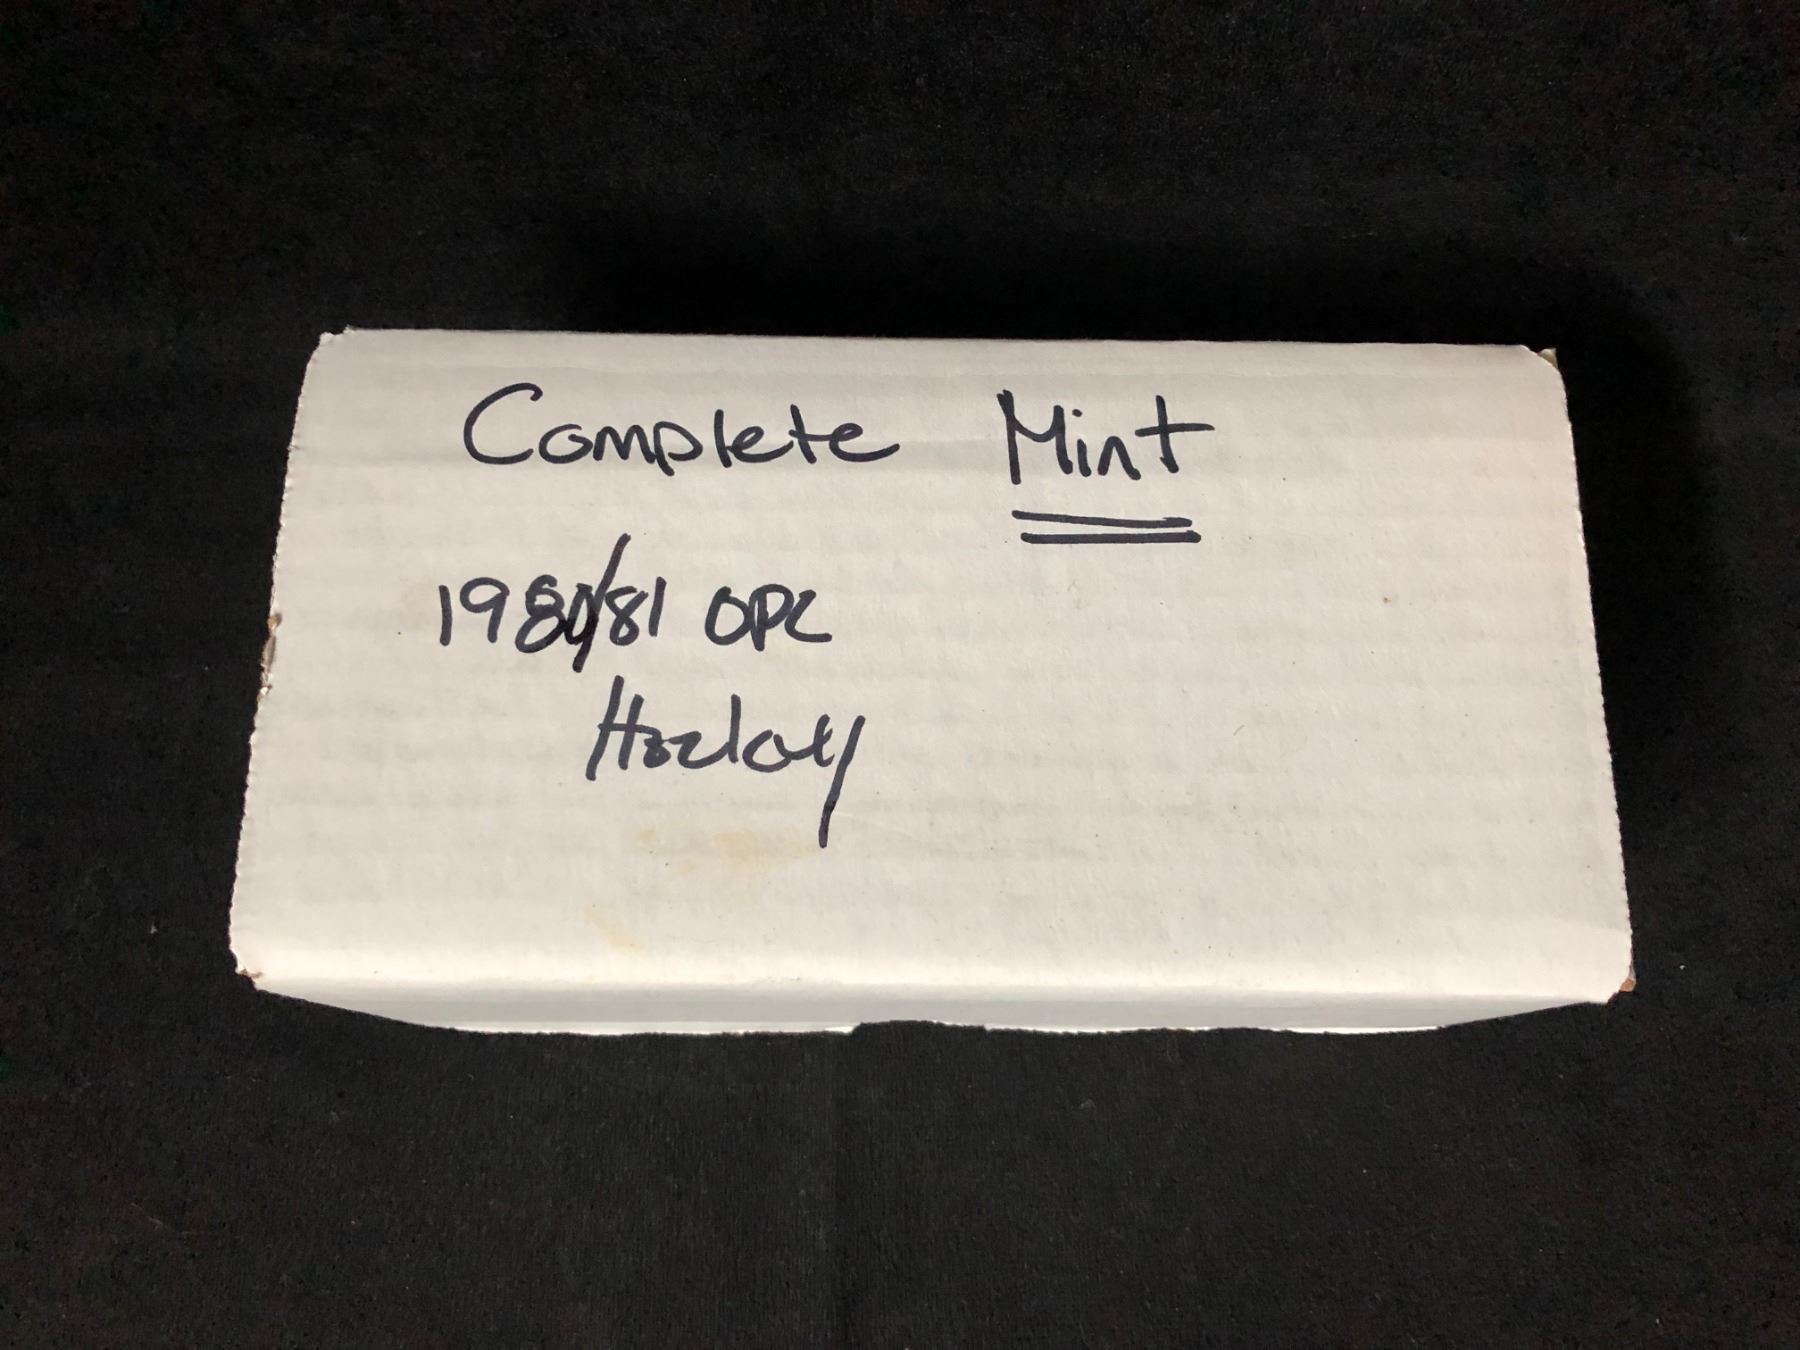 Complete Mint
1980/81 OPC
Hockey